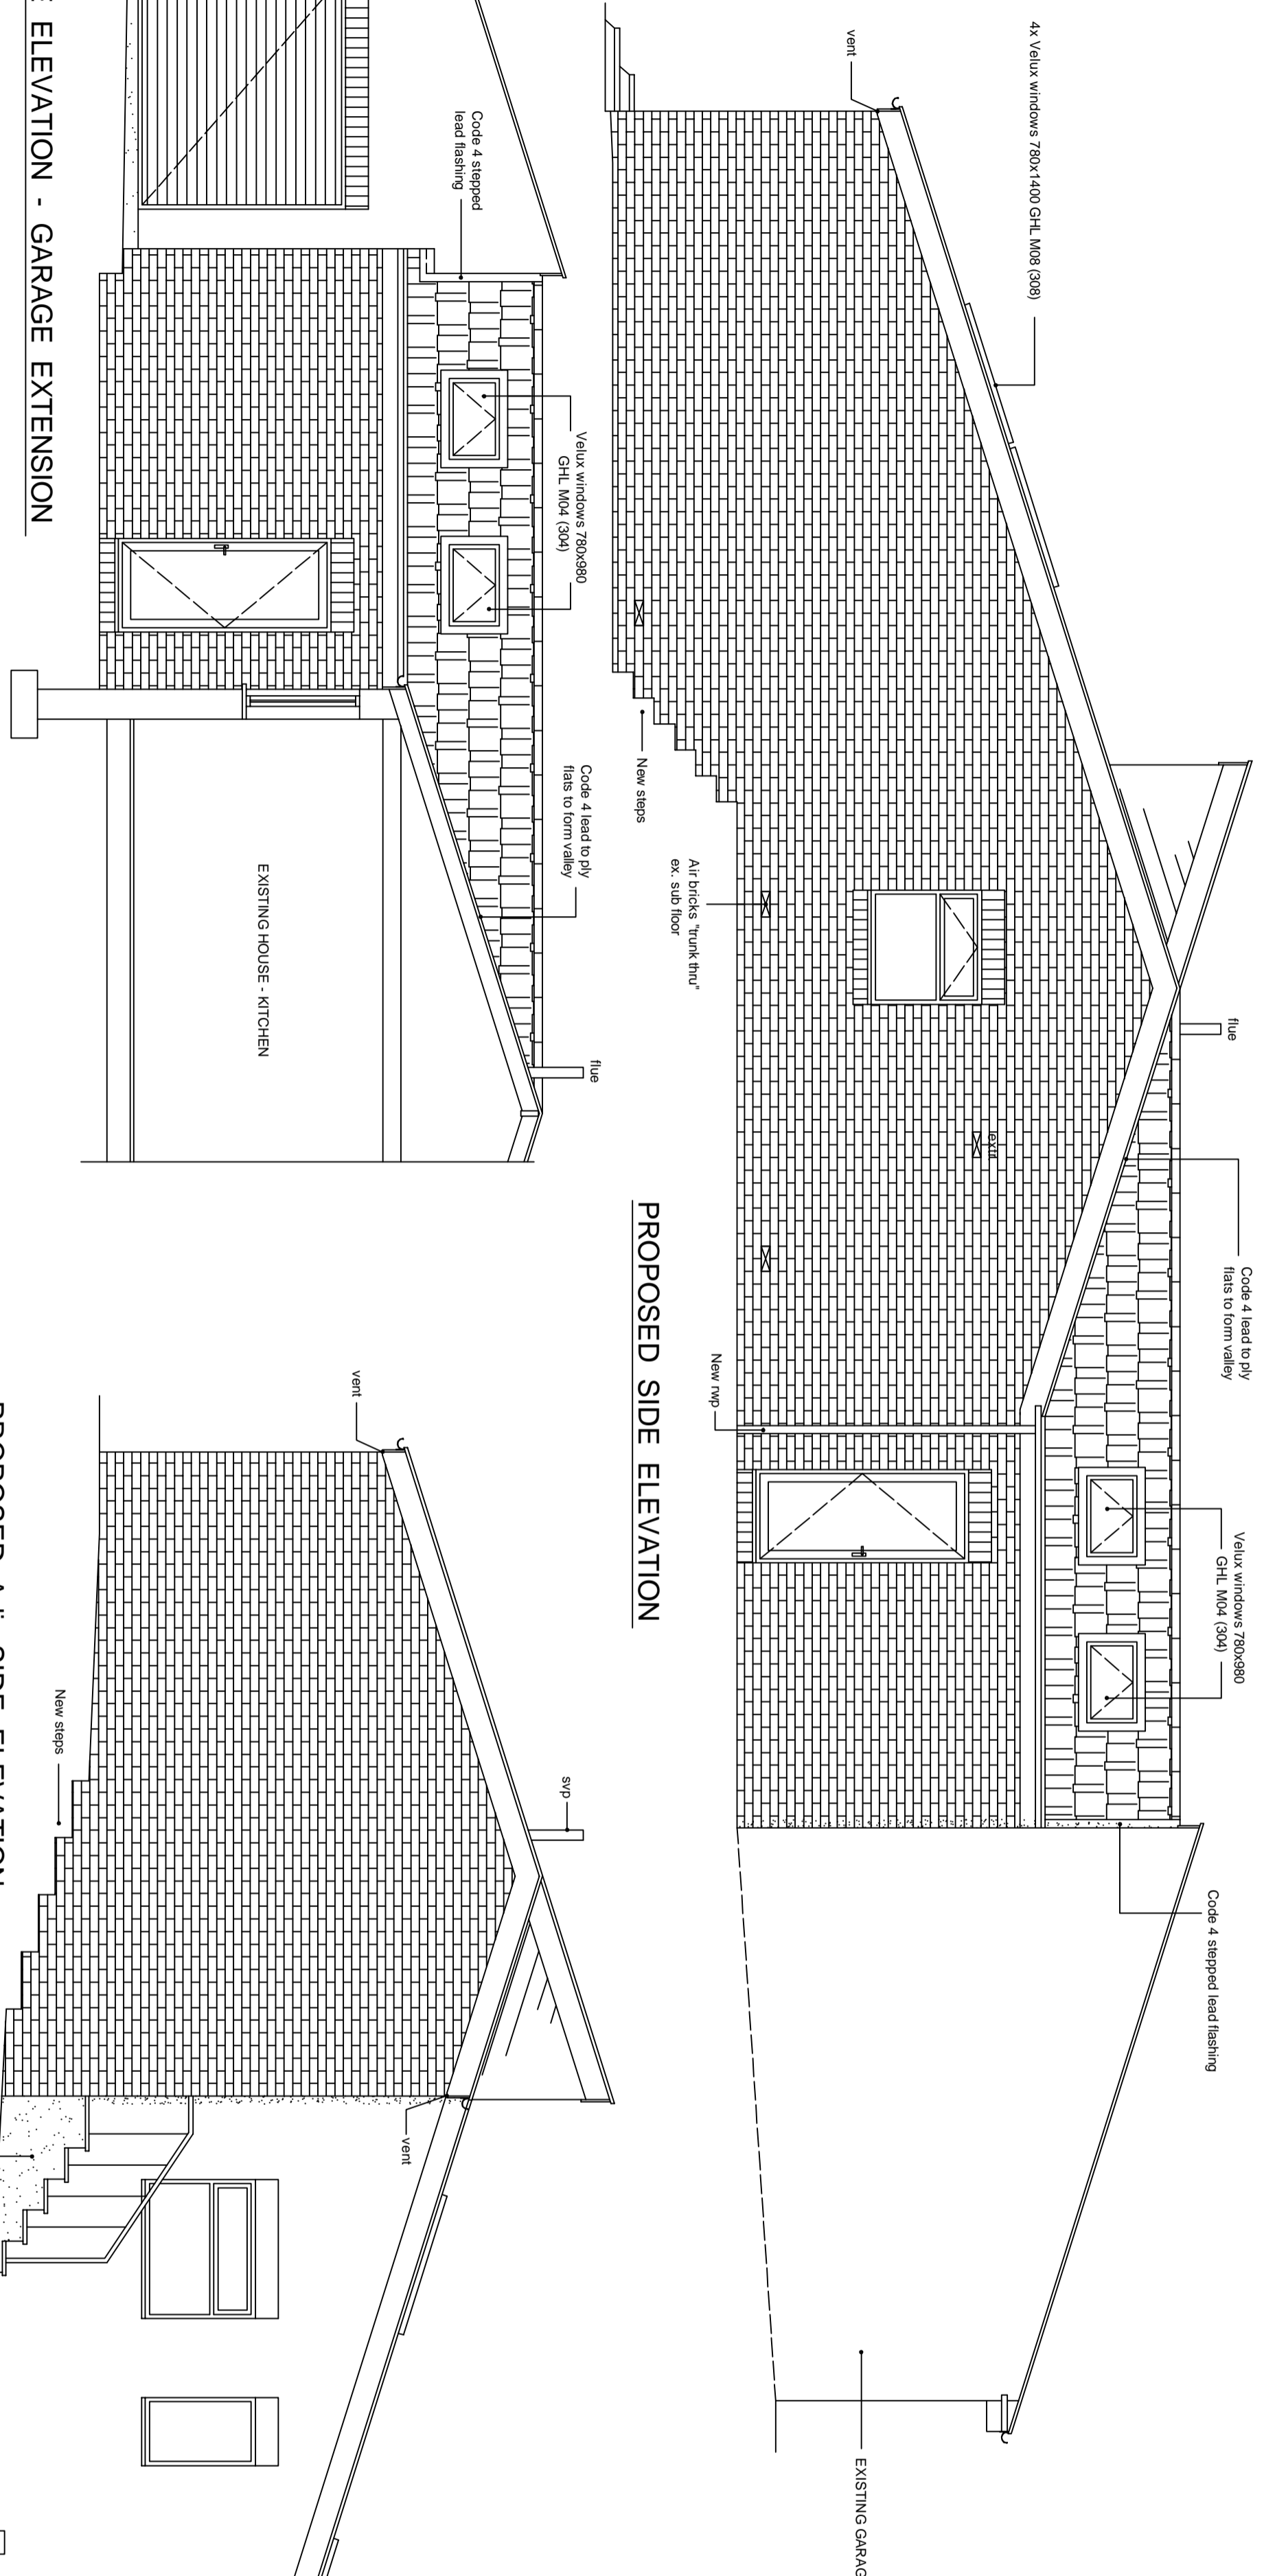 4x Velux windows 780x1400 GHL M08 (308)
vent
flue
Code 4 lead to ply
flats to form valley
Velux windows 780x980
GHL M04 (304)
Code 4 stepped lead flashing
extr
New steps
Air bricks "trunk thru"
ex. sub floor
New rwp
EXISTING GARAG
PROPOSED SIDE ELEVATION
Code 4 stepped
lead flashing
Velux windows 780x980
GHL M04 (304)
Code 4 lead to ply
flats to form valley
flue
EXISTING HOUSE - KITCHEN
ELEVATION - GARAGE EXTENSION
vent
svp
vent
New steps
SIDE ELEVATION